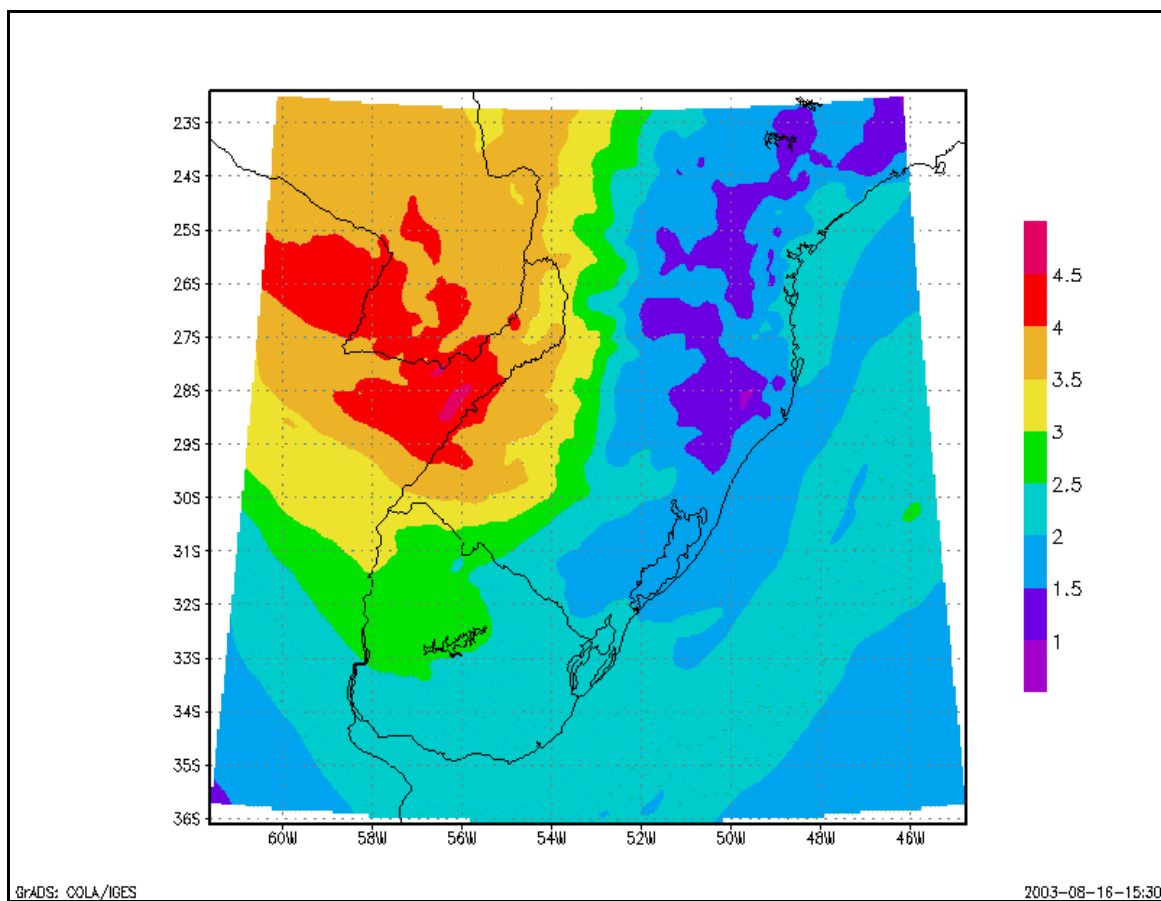 23S
24S
25S
26S
27S
28S
29S
30S
31S
32S
33S
34S
35S
36S
60W 58W 56W 54W 52W 50W 48W 46W
4.5
4
3.5
3
2.5
2
1.5
1
GrADS: COLA/IGES 2003-08-16-15:30